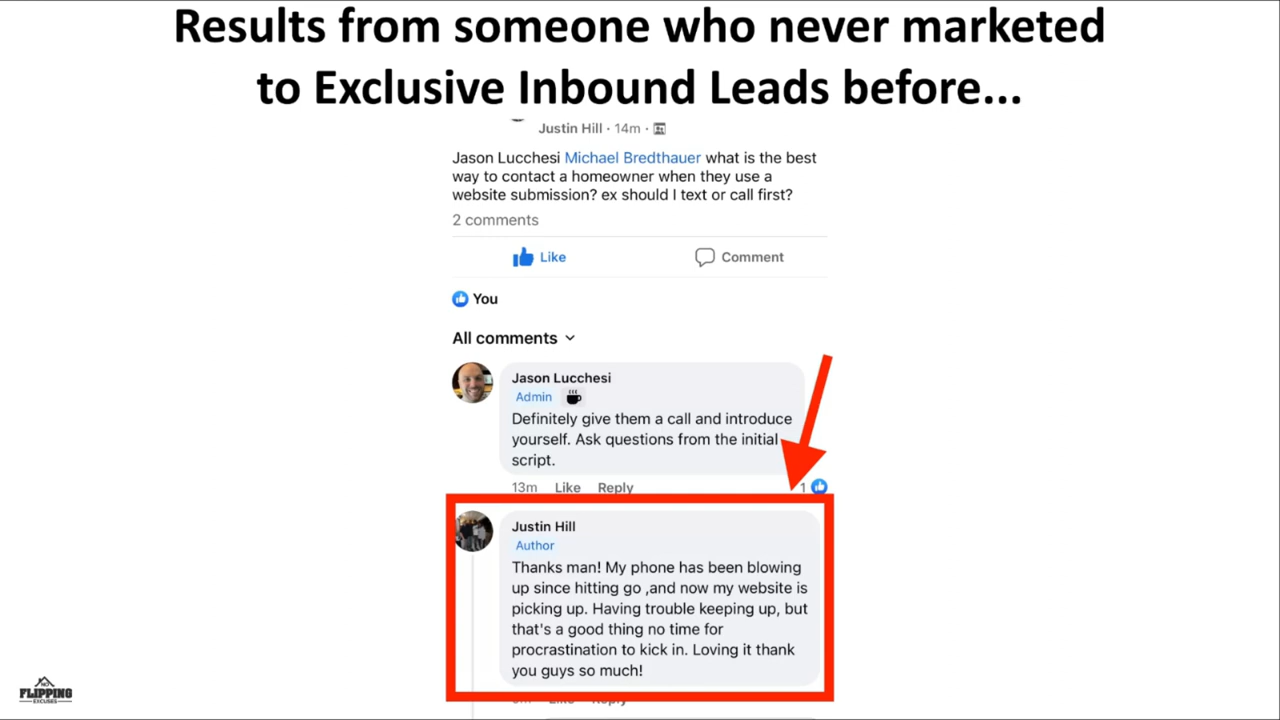 Results from someone who never marketed
to Exclusive Inbound Leads before...
Justin Hill · 14m ·
Jason Lucchesi Michael Bredthauer what is the best
way to contact a homeowner when they use a
website submission? ex should I text or call first?
2 comments
Like Comment
You
All comments
Jason Lucchesi
Admin
Definitely give them a call and introduce
yourself. Ask questions from the initial
script.
13m Like Reply 1
Justin Hill
Author
Thanks man! My phone has been blowing
up since hitting go ,and now my website is
picking up. Having trouble keeping up, but
that's a good thing no time for
procrastination to kick in. Loving it thank
you guys so much!
Like Reply
NO
FLIPPING
EXCUSES